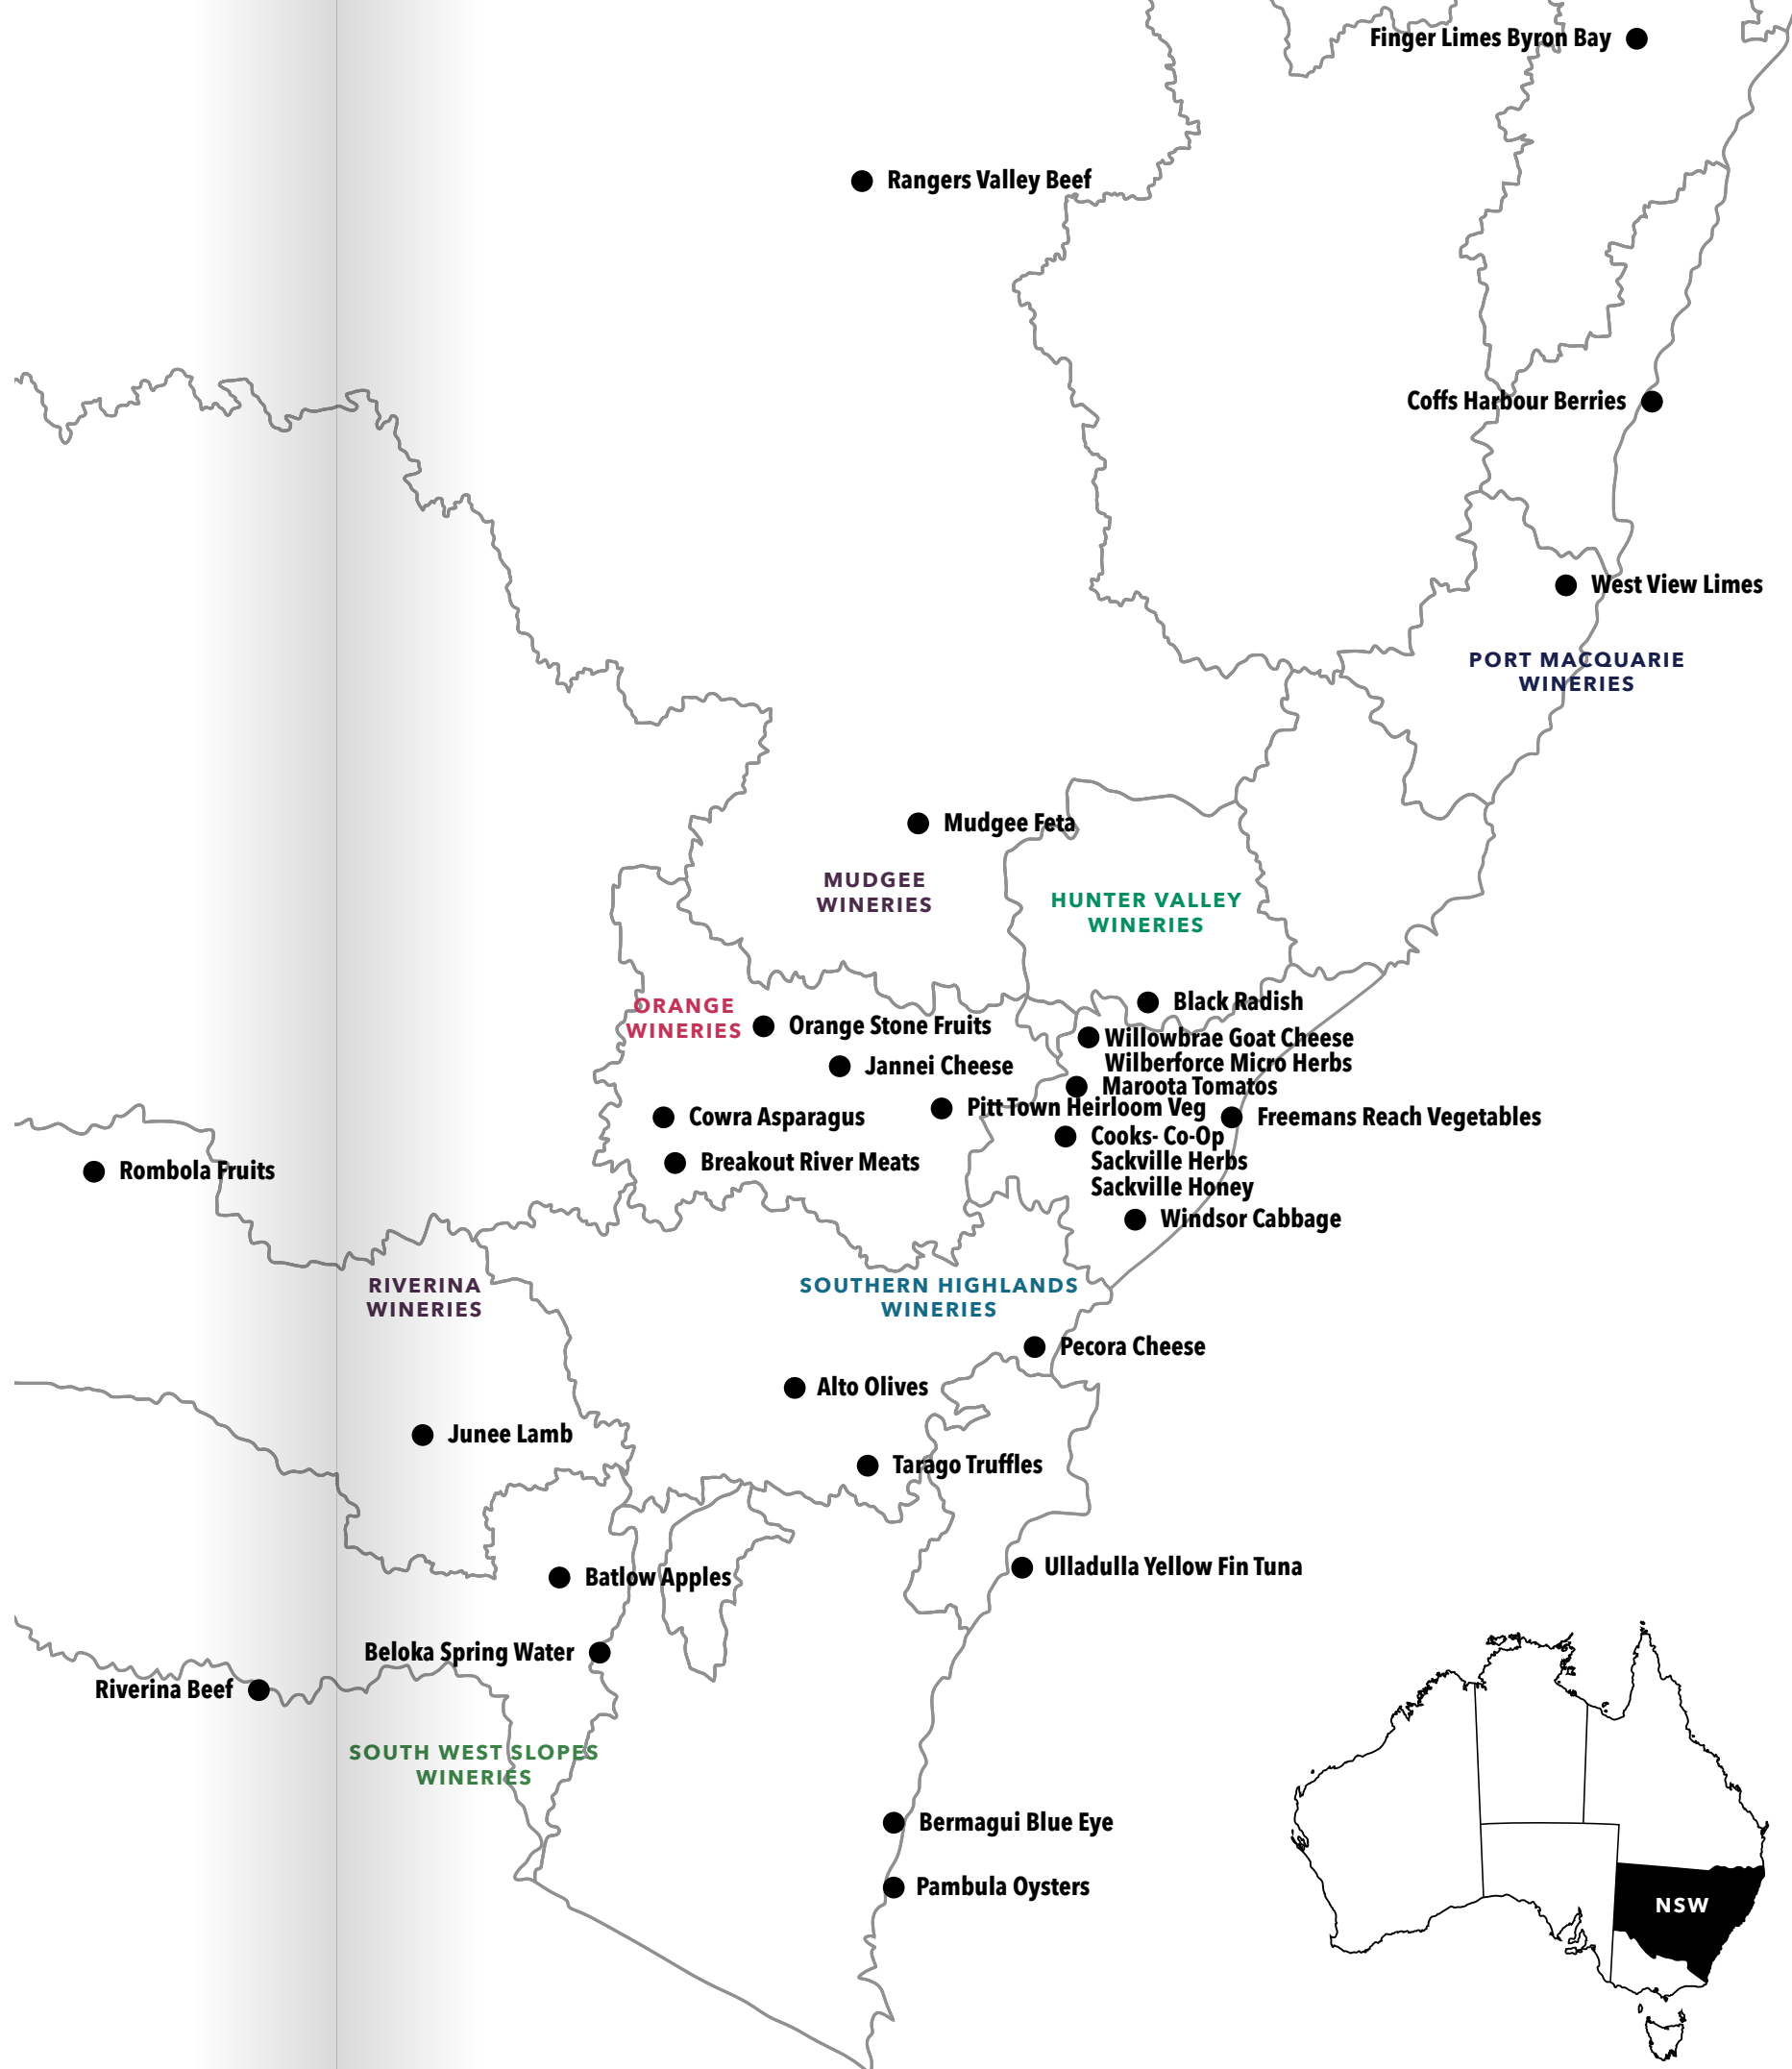 Finger Limes Byron Bay
Rangers Valley Beef
Coffs Harbour Berries
West View Limes
PORT MACQUARIE
WINERIES
Mudgee Feta
MUDGEE
WINERIES
HUNTER VALLEY
WINERIES
Black Radish
ORANGE
WINERIES
Orange Stone Fruits
Willowbrae Goat Cheese
Wilberforce Micro Herbs
Jannei Cheese
Maroota Tomatos
Pitt Town Heirloom Veg
Cowra Asparagus
Freemans Reach Vegetables
Cooks- Co-Op
Sackville Herbs
Sackville Honey
Breakout River Meats
Rombola Fruits
Windsor Cabbage
RIVERINA
WINERIES
SOUTHERN HIGHLANDS
WINERIES
Pecora Cheese
Alto Olives
Junee Lamb
Tarago Truffles
Ulladulla Yellow Fin Tuna
Batlow Apples
Beloka Spring Water
Riverina Beef
SOUTH WEST SLOPES
WINERIES
Bermagui Blue Eye
Pambula Oysters
NSW